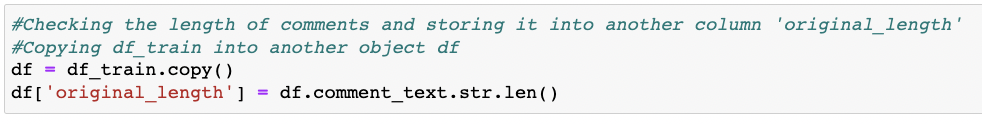 #Checking the length of comments and storing it into another column 'original_length'
#Copying df_train into another object df
df = df_train.copy()
df['original_length'] = df.comment_text.str.len()